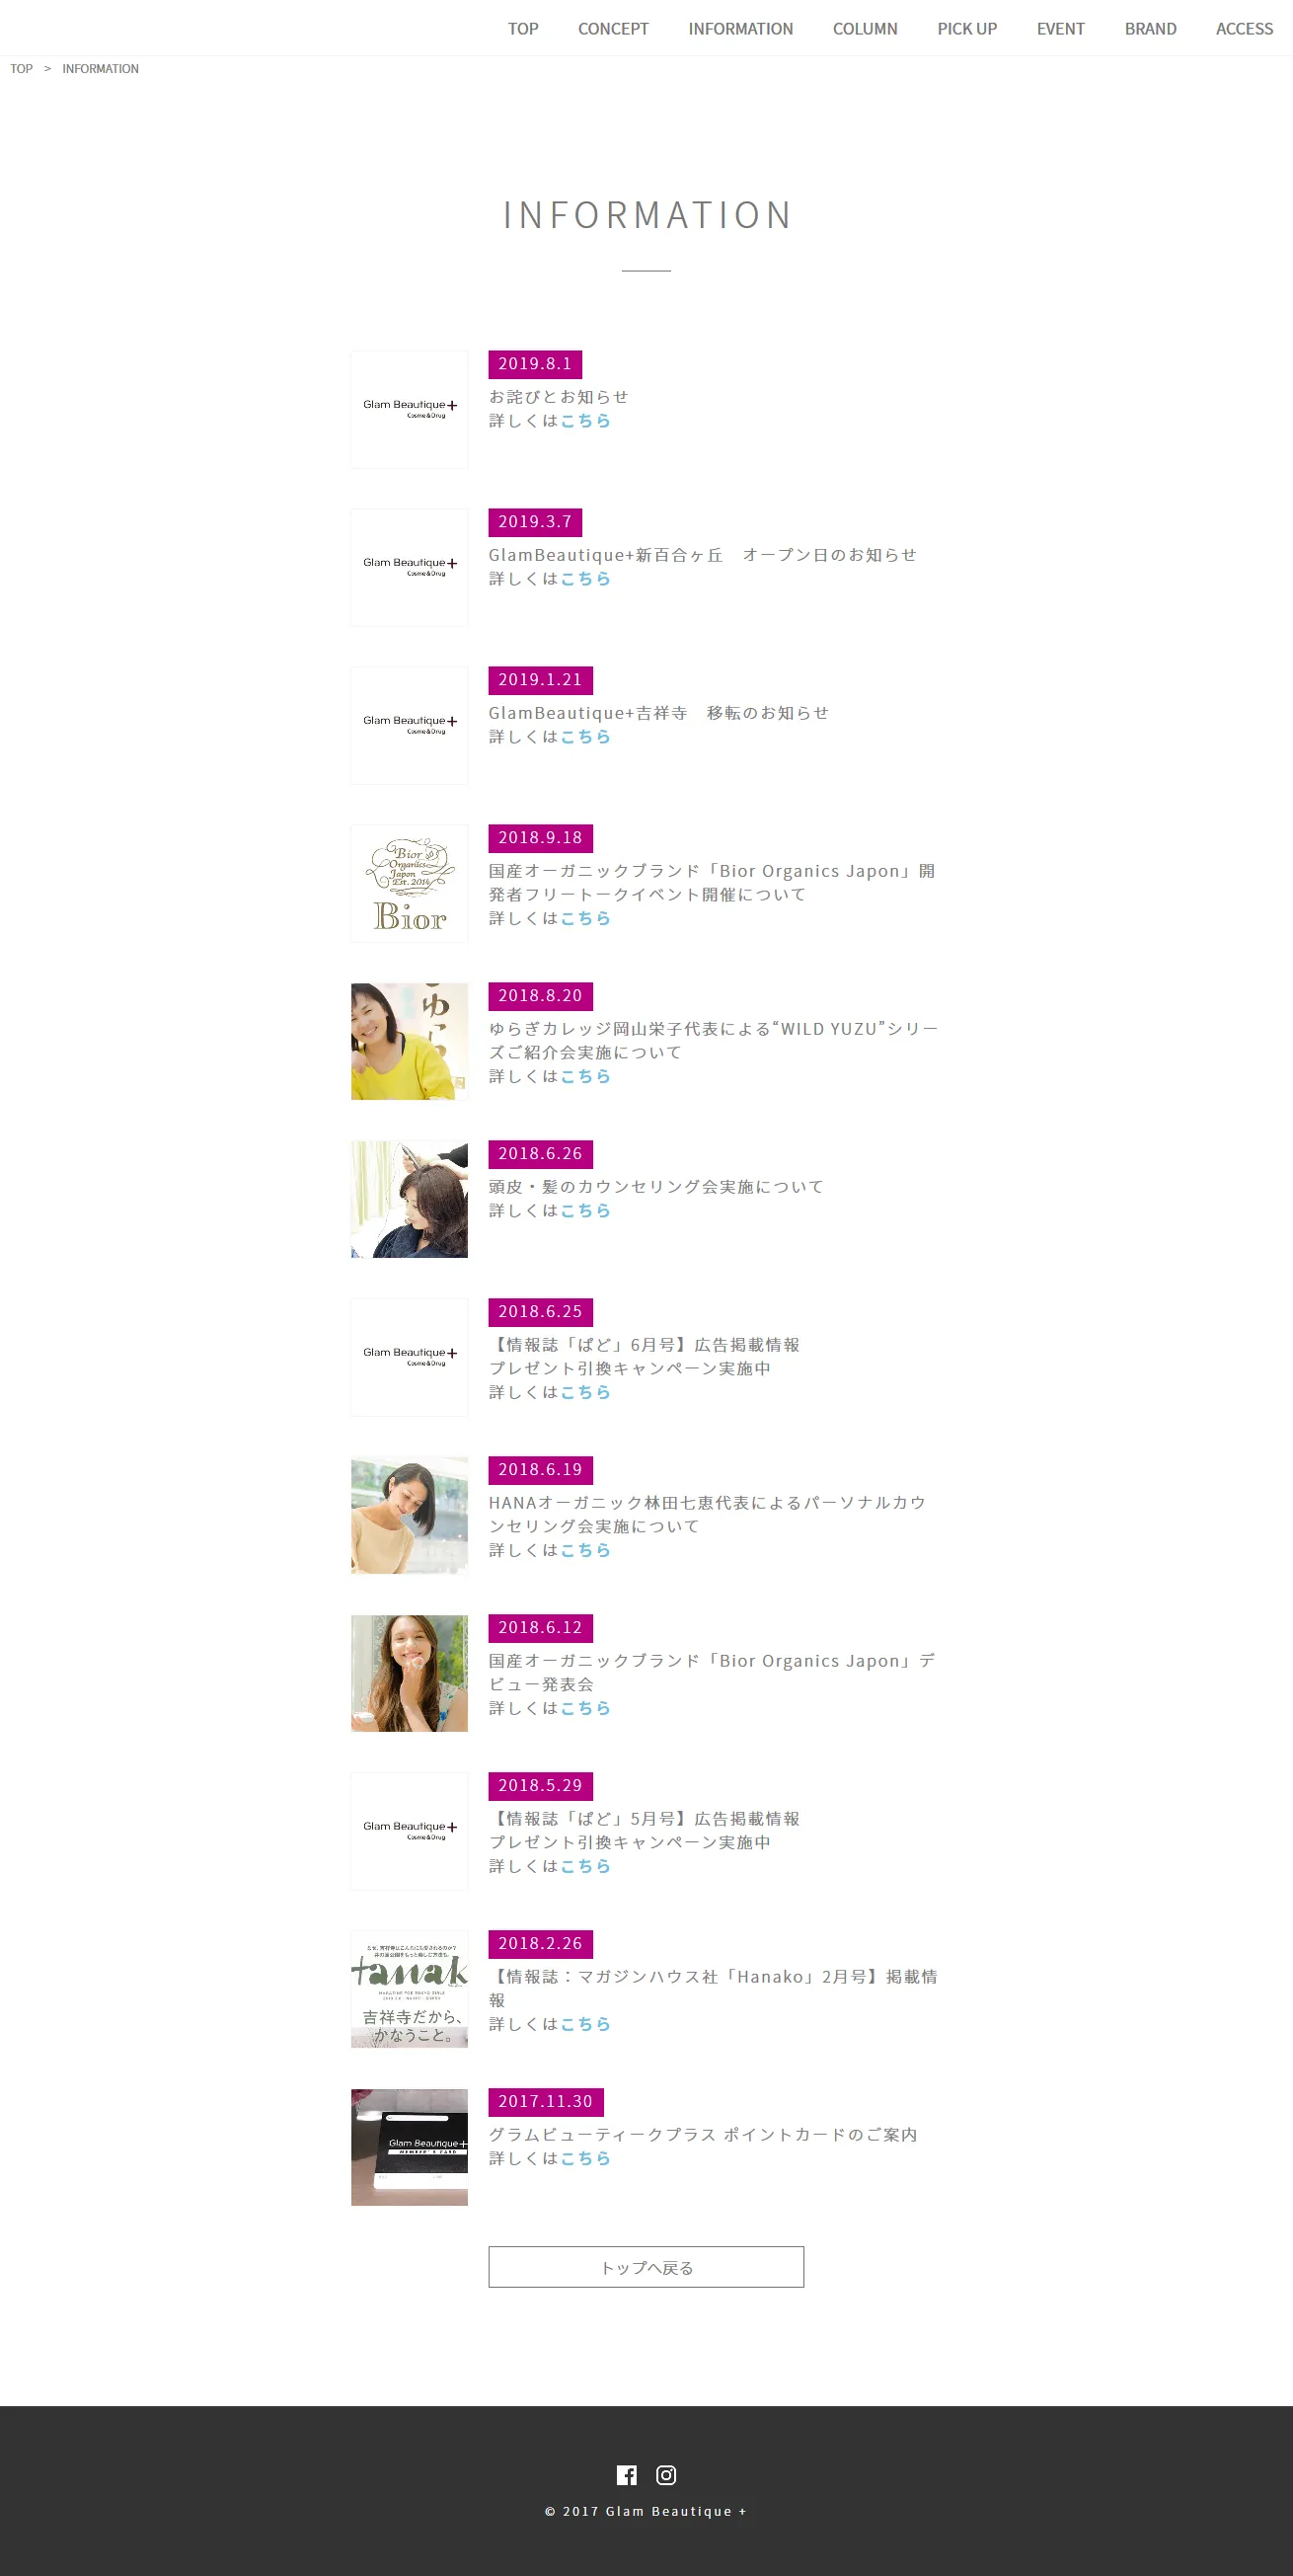 TOP CONCEPT INFORMATION COLUMN PICK UP EVENT BRAND ACCESS
TOP > INFORMATION
INFORMATION
Glam Beautique+
Cosme&Drug
2019.8.1
お詫びとお知らせ
詳しくはこちら
Glam Beautique+
Cosme&Drug
2019.3.7
GlamBeautique+新百合ヶ丘　オープン日のお知らせ
詳しくはこちら
Glam Beautique+
Cosme&Drug
2019.1.21
GlamBeautique+吉祥寺　移転のお知らせ
詳しくはこちら
Bior
Organics
Japon
Est. 2014
Bior
2018.9.18
国産オーガニックブランド「Bior Organics Japon」開
発者フリートークイベント開催について
詳しくはこちら
ゆら
2018.8.20
ゆらぎカレッジ岡山栄子代表による“WILD YUZU”シリー
ズご紹介会実施について
詳しくはこちら
2018.6.26
頭皮・髪のカウンセリング会実施について
詳しくはこちら
Glam Beautique+
Cosme&Drug
2018.6.25
【情報誌「ぱど」6月号】広告掲載情報
プレゼント引換キャンペーン実施中
詳しくはこちら
2018.6.19
HANAオーガニック林田七恵代表によるパーソナルカウ
ンセリング会実施について
詳しくはこちら
2018.6.12
国産オーガニックブランド「Bior Organics Japon」デ
ビュー発表会
詳しくはこちら
Glam Beautique+
Cosme&Drug
2018.5.29
【情報誌「ぱど」5月号】広告掲載情報
プレゼント引換キャンペーン実施中
詳しくはこちら
anak
吉祥寺だから、
かなうこと。
2018.2.26
【情報誌：マガジンハウス社「Hanako」2月号】掲載情
報
詳しくはこちら
Glam Beautique+
MEMBER'S CARD
2017.11.30
グラムビューティークプラス ポイントカードのご案内
詳しくはこちら
トップへ戻る
© 2017 Glam Beautique +